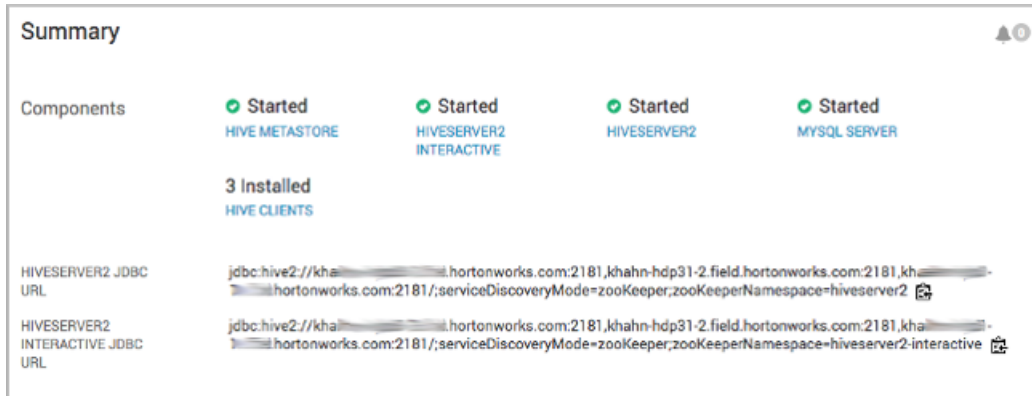 Summary
0
Components
Started
HIVE METASTORE
Started
HIVESERVER2
INTERACTIVE
Started
HIVESERVER2
Started
MYSQL SERVER
3 Installed
HIVE CLIENTS
HIVESERVER2 JDBC
URL
jdbc:hive2://kha .hortonworks.com:2181,khahn-hdp31-2.field.hortonworks.com:2181,kh -
.hortonworks.com:2181/;serviceDiscoveryMode=zooKeeper;zooKeeperNamespace=hiveserver2
HIVESERVER2
INTERACTIVE JDBC
URL
jdbc:hive2://kha .hortonworks.com:2181,khahn-hdp31-2.field.hortonworks.com:2181,kha -
.hortonworks.com:2181/;serviceDiscoveryMode=zooKeeper;zooKeeperNamespace=hiveserver2-interactive